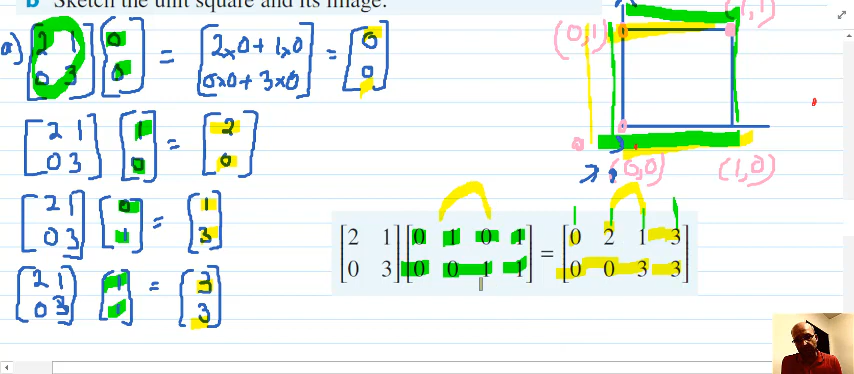 b Sketch the unit square and its image.
a) [2 1
0 3] [0
0] = [2×0 + 1×0
0×0 + 3×0] = [0
0]
[2 1
0 3] [1
0] = [2
0]
[2 1
0 3] [0
1] = [1
3]
[2 1
0 3] [1
1] = [3
3]
(0,1) (1,1)
(0,0) (1,0)
[2 1
0 3] [0 1 0 1
0 0 1 1] = [0 2 1 3
0 0 3 3]